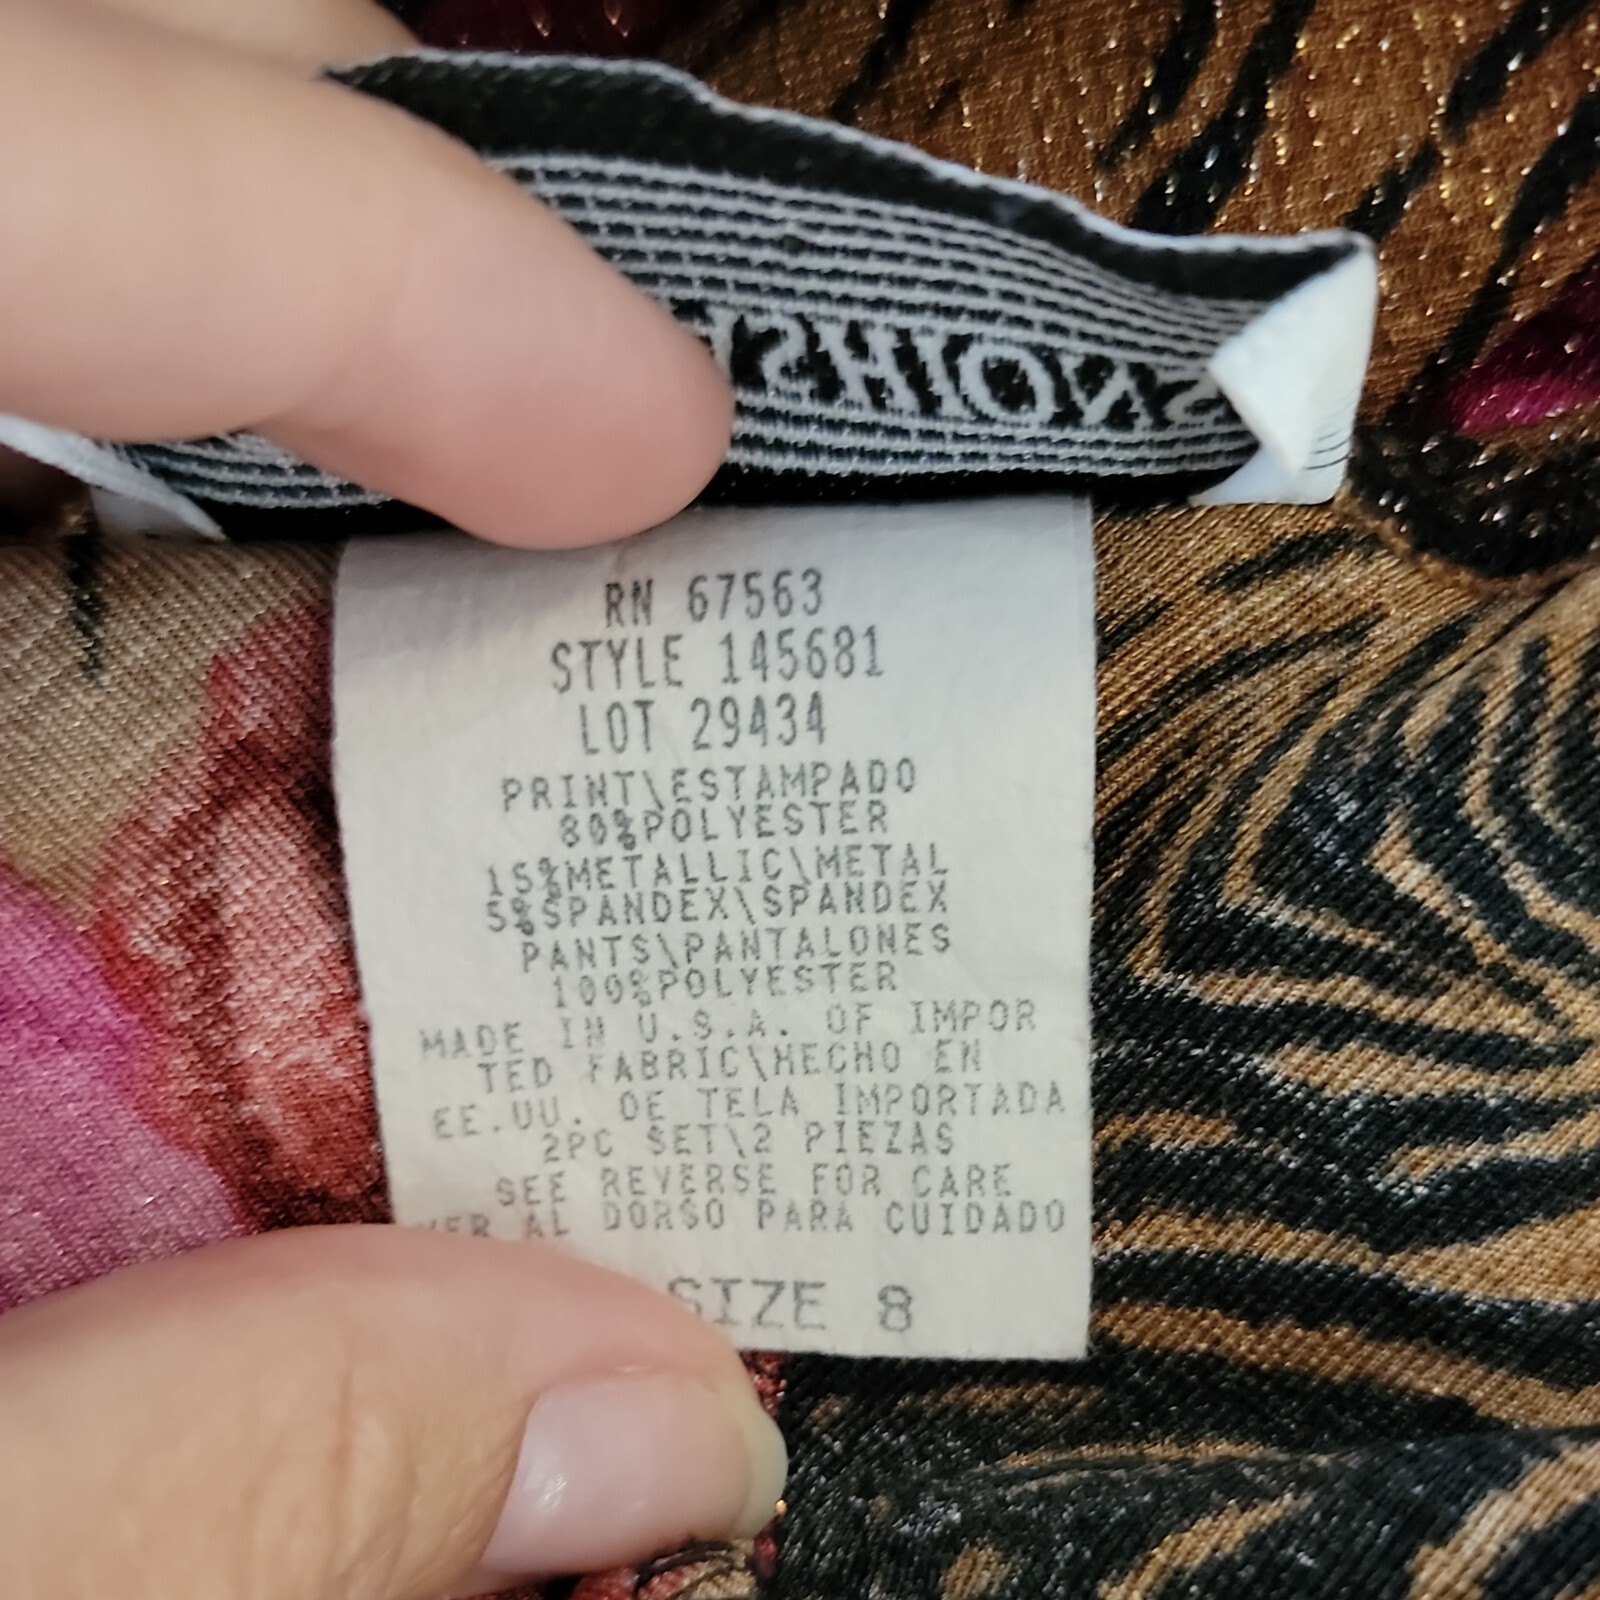 FASHIONS
RN 67563
STYLE 145681
LOT 29434
PRINT\ESTAMPADO
80%POLYESTER
15%METALLIC\METAL
5%SPANDEX\SPANDEX
PANTS\PANTALONES
100%POLYESTER
MADE IN U.S.A. OF IMPOR
TED FABRIC\HECHO EN
EE.UU. DE TELA IMPORTADA
2PC SET\2 PIEZAS
SEE REVERSE FOR CARE
VER AL DORSO PARA CUIDADO
SIZE 8